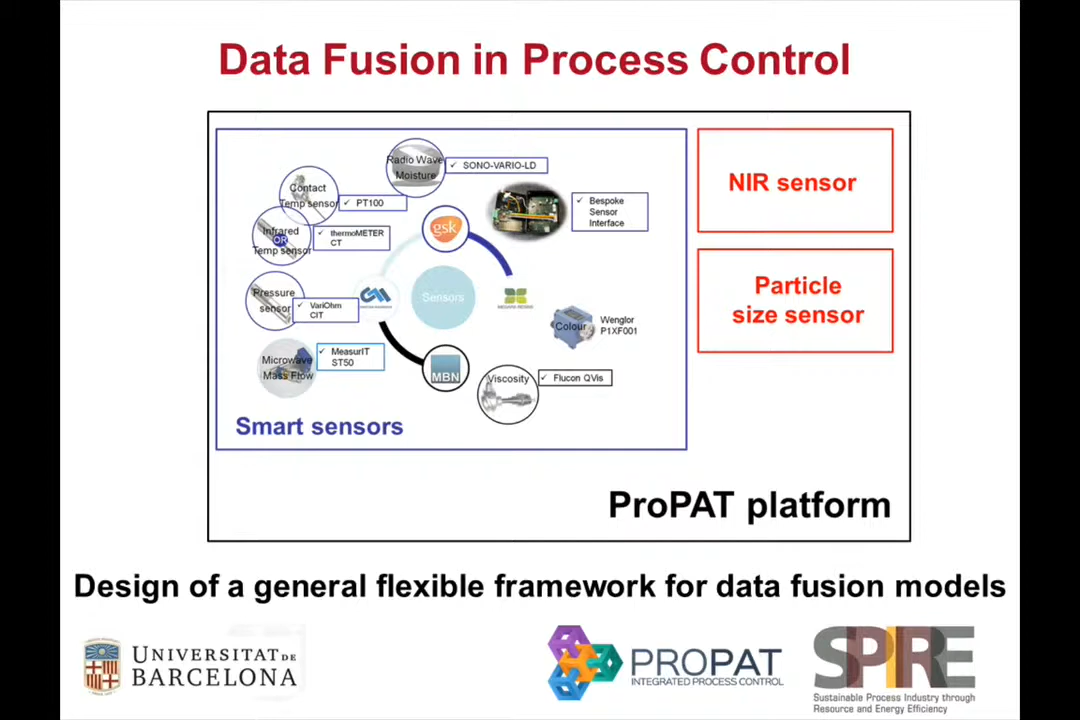 Data Fusion in Process Control
Radio Wave
Moisture
✓ SONO-VARIO-LD
Contact
Temp sensor
✓ PT100
Infrared
OR
Temp sensor
✓ thermoMETER
CT
gsk
✓ Bespoke
Sensor
Interface
Pressure
sensor
✓ VariOhm
CIT
Sensors
Colour
Wenglor
P1XF001
Microwave
Mass Flow
✓ MeasurIT
ST50
MBN
Viscosity
✓ Flucon QVis
Smart sensors
NIR sensor
Particle
size sensor
ProPAT platform
Design of a general flexible framework for data fusion models
UNIVERSITAT DE
BARCELONA
PROPAT
INTEGRATED PROCESS CONTROL
SPIRE
Sustainable Process Industry through
Resource and Energy Efficiency